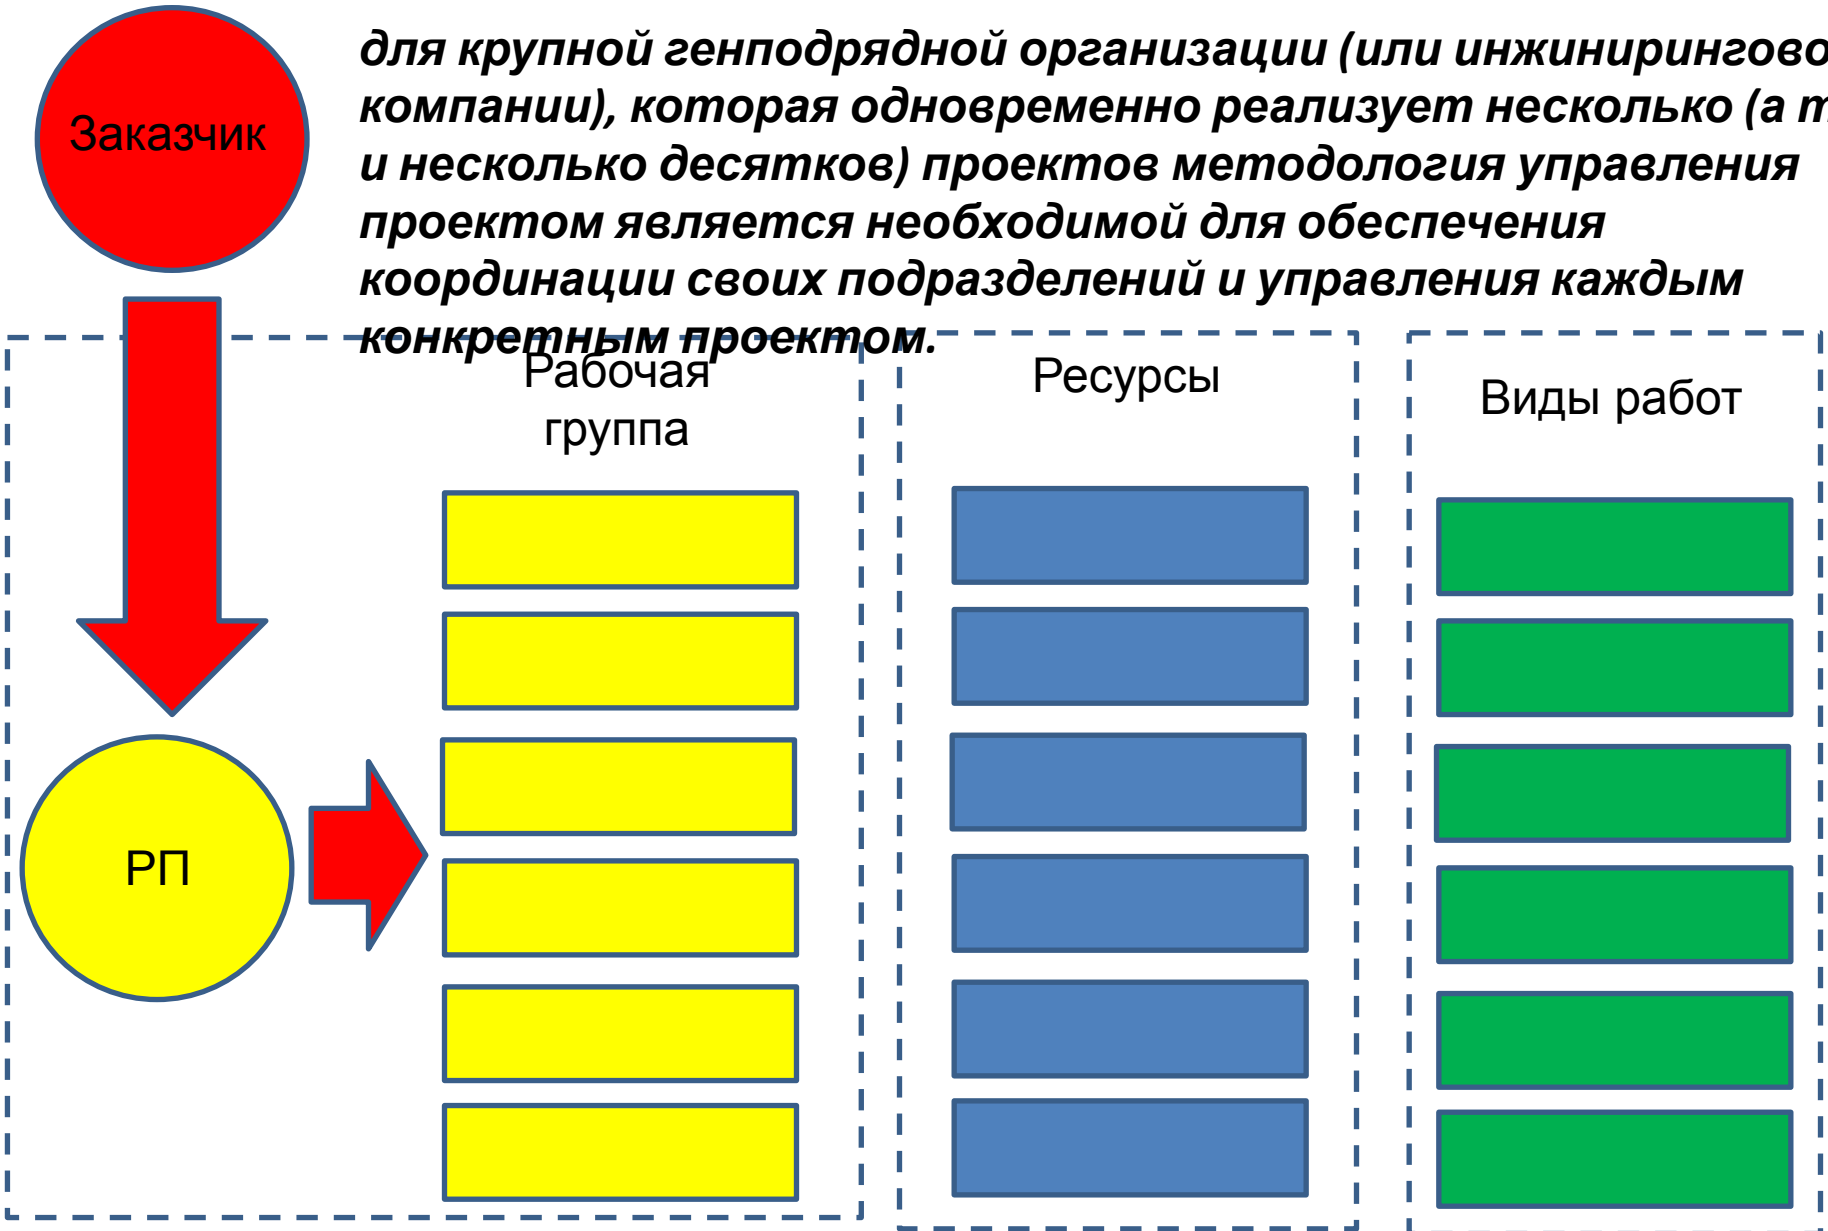 для крупной генподрядной организации (или инжинирингово
компании), которая одновременно реализует несколько (а т
и несколько десятков) проектов методология управления
проектом является необходимой для обеспечения
координации своих подразделений и управления каждым
конкретным проектом.
Заказчик
Рабочая
группа
Ресурсы
Виды работ
РП